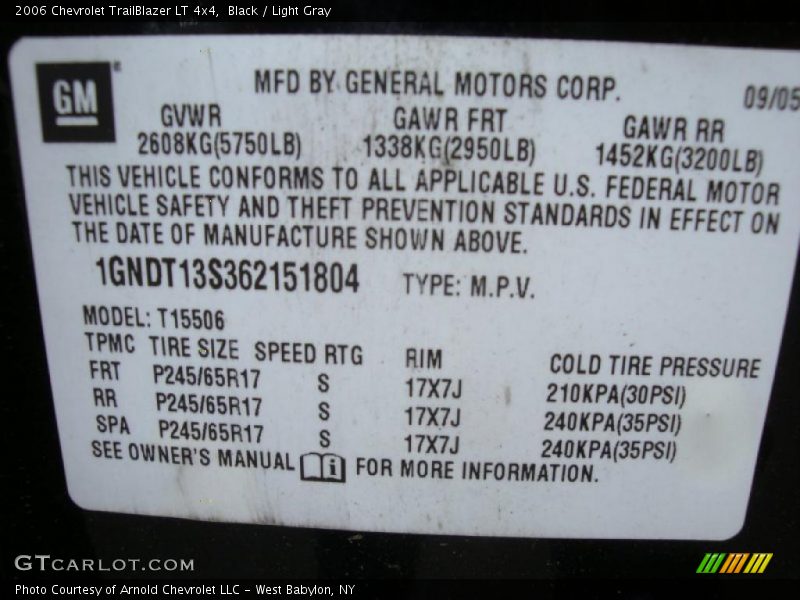 2006 Chevrolet TrailBlazer LT 4x4,  Black / Light Gray
GM®
MFD BY GENERAL MOTORS CORP. 09/05
GVWR GAWR FRT GAWR RR
2608KG(5750LB) 1338KG(2950LB) 1452KG(3200LB)
THIS VEHICLE CONFORMS TO ALL APPLICABLE U.S. FEDERAL MOTOR
VEHICLE SAFETY AND THEFT PREVENTION STANDARDS IN EFFECT ON
THE DATE OF MANUFACTURE SHOWN ABOVE.
1GNDT13S362151804 TYPE: M.P.V.
MODEL: T15506
TPMC TIRE SIZE SPEED RTG RIM COLD TIRE PRESSURE
FRT P245/65R17 S 17X7J 210KPA(30PSI)
RR P245/65R17 S 17X7J 240KPA(35PSI)
SPA P245/65R17 S 17X7J 240KPA(35PSI)
SEE OWNER'S MANUAL i FOR MORE INFORMATION.
GTCARLOT.COM
Photo Courtesy of Arnold Chevrolet LLC - West Babylon, NY